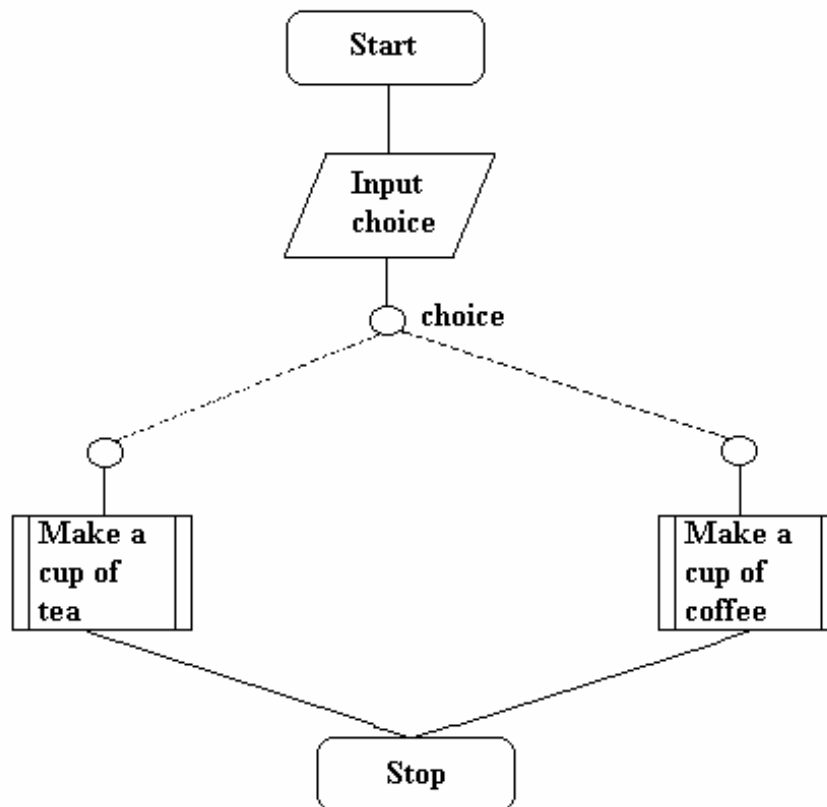 Start
Input
choice
choice
Make a
cup of
tea
Make a
cup of
coffee
Stop